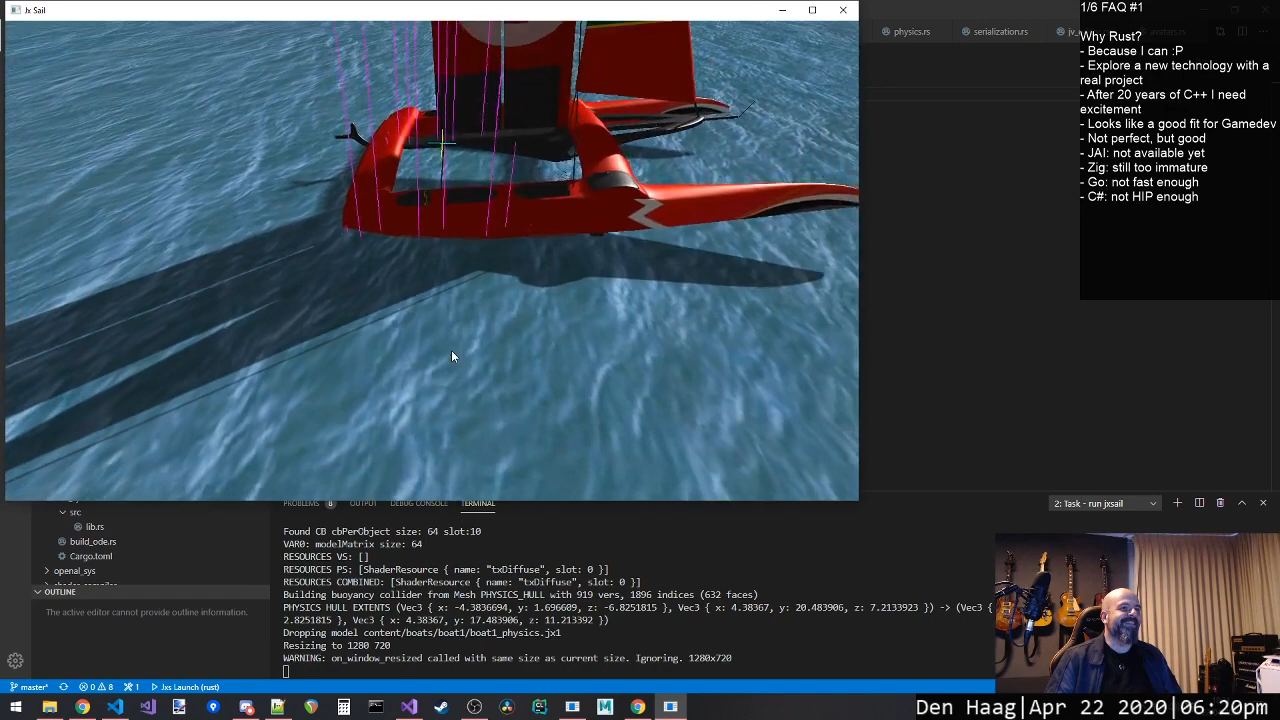 Jx Sail
physics.rs
serialization.rs
1/6 FAQ #1
Why Rust?
- Because I can :P
- Explore a new technology with a
real project
- After 20 years of C++ I need
excitement
- Looks like a good fit for Gamedev
- Not perfect, but good
- JAI: not available yet
- Zig: still too immature
- Go: not fast enough
- C#: not HIP enough
PROBLEMS 8 OUTPUT DEBUG CONSOLE TERMINAL
2: Task - run jxsail
src
lib.rs
build_ode.rs
Cargo.toml
openal_sys
OUTLINE
The active editor cannot provide outline information.
Found CB cbPerObject size: 64 slot:10
VAR0: modelMatrix size: 64
RESOURCES VS: []
RESOURCES PS: [ShaderResource { name: "txDiffuse", slot: 0 }]
RESOURCES COMBINED: [ShaderResource { name: "txDiffuse", slot: 0 }]
Building buoyancy collider from Mesh PHYSICS_HULL with 919 vers, 1896 indices (632 faces)
PHYSICS HULL EXTENTS (Vec3 { x: -4.3836694, y: 1.696609, z: -6.8251815 }, Vec3 { x: 4.38367, y: 20.483906, z: 7.2133923 }) -> (Vec3 {
2.8251815 }, Vec3 { x: 4.38367, y: 17.483906, z: 11.213392 })
Dropping model content/boats/boat1/boat1_physics.jx1
Resizing to 1280 720
WARNING: on_window_resized called with same size as current size. Ignoring. 1280x720
master* 0 8 1 Jxs Launch (rust)
Den Haag|Apr 22 2020|06:20pm